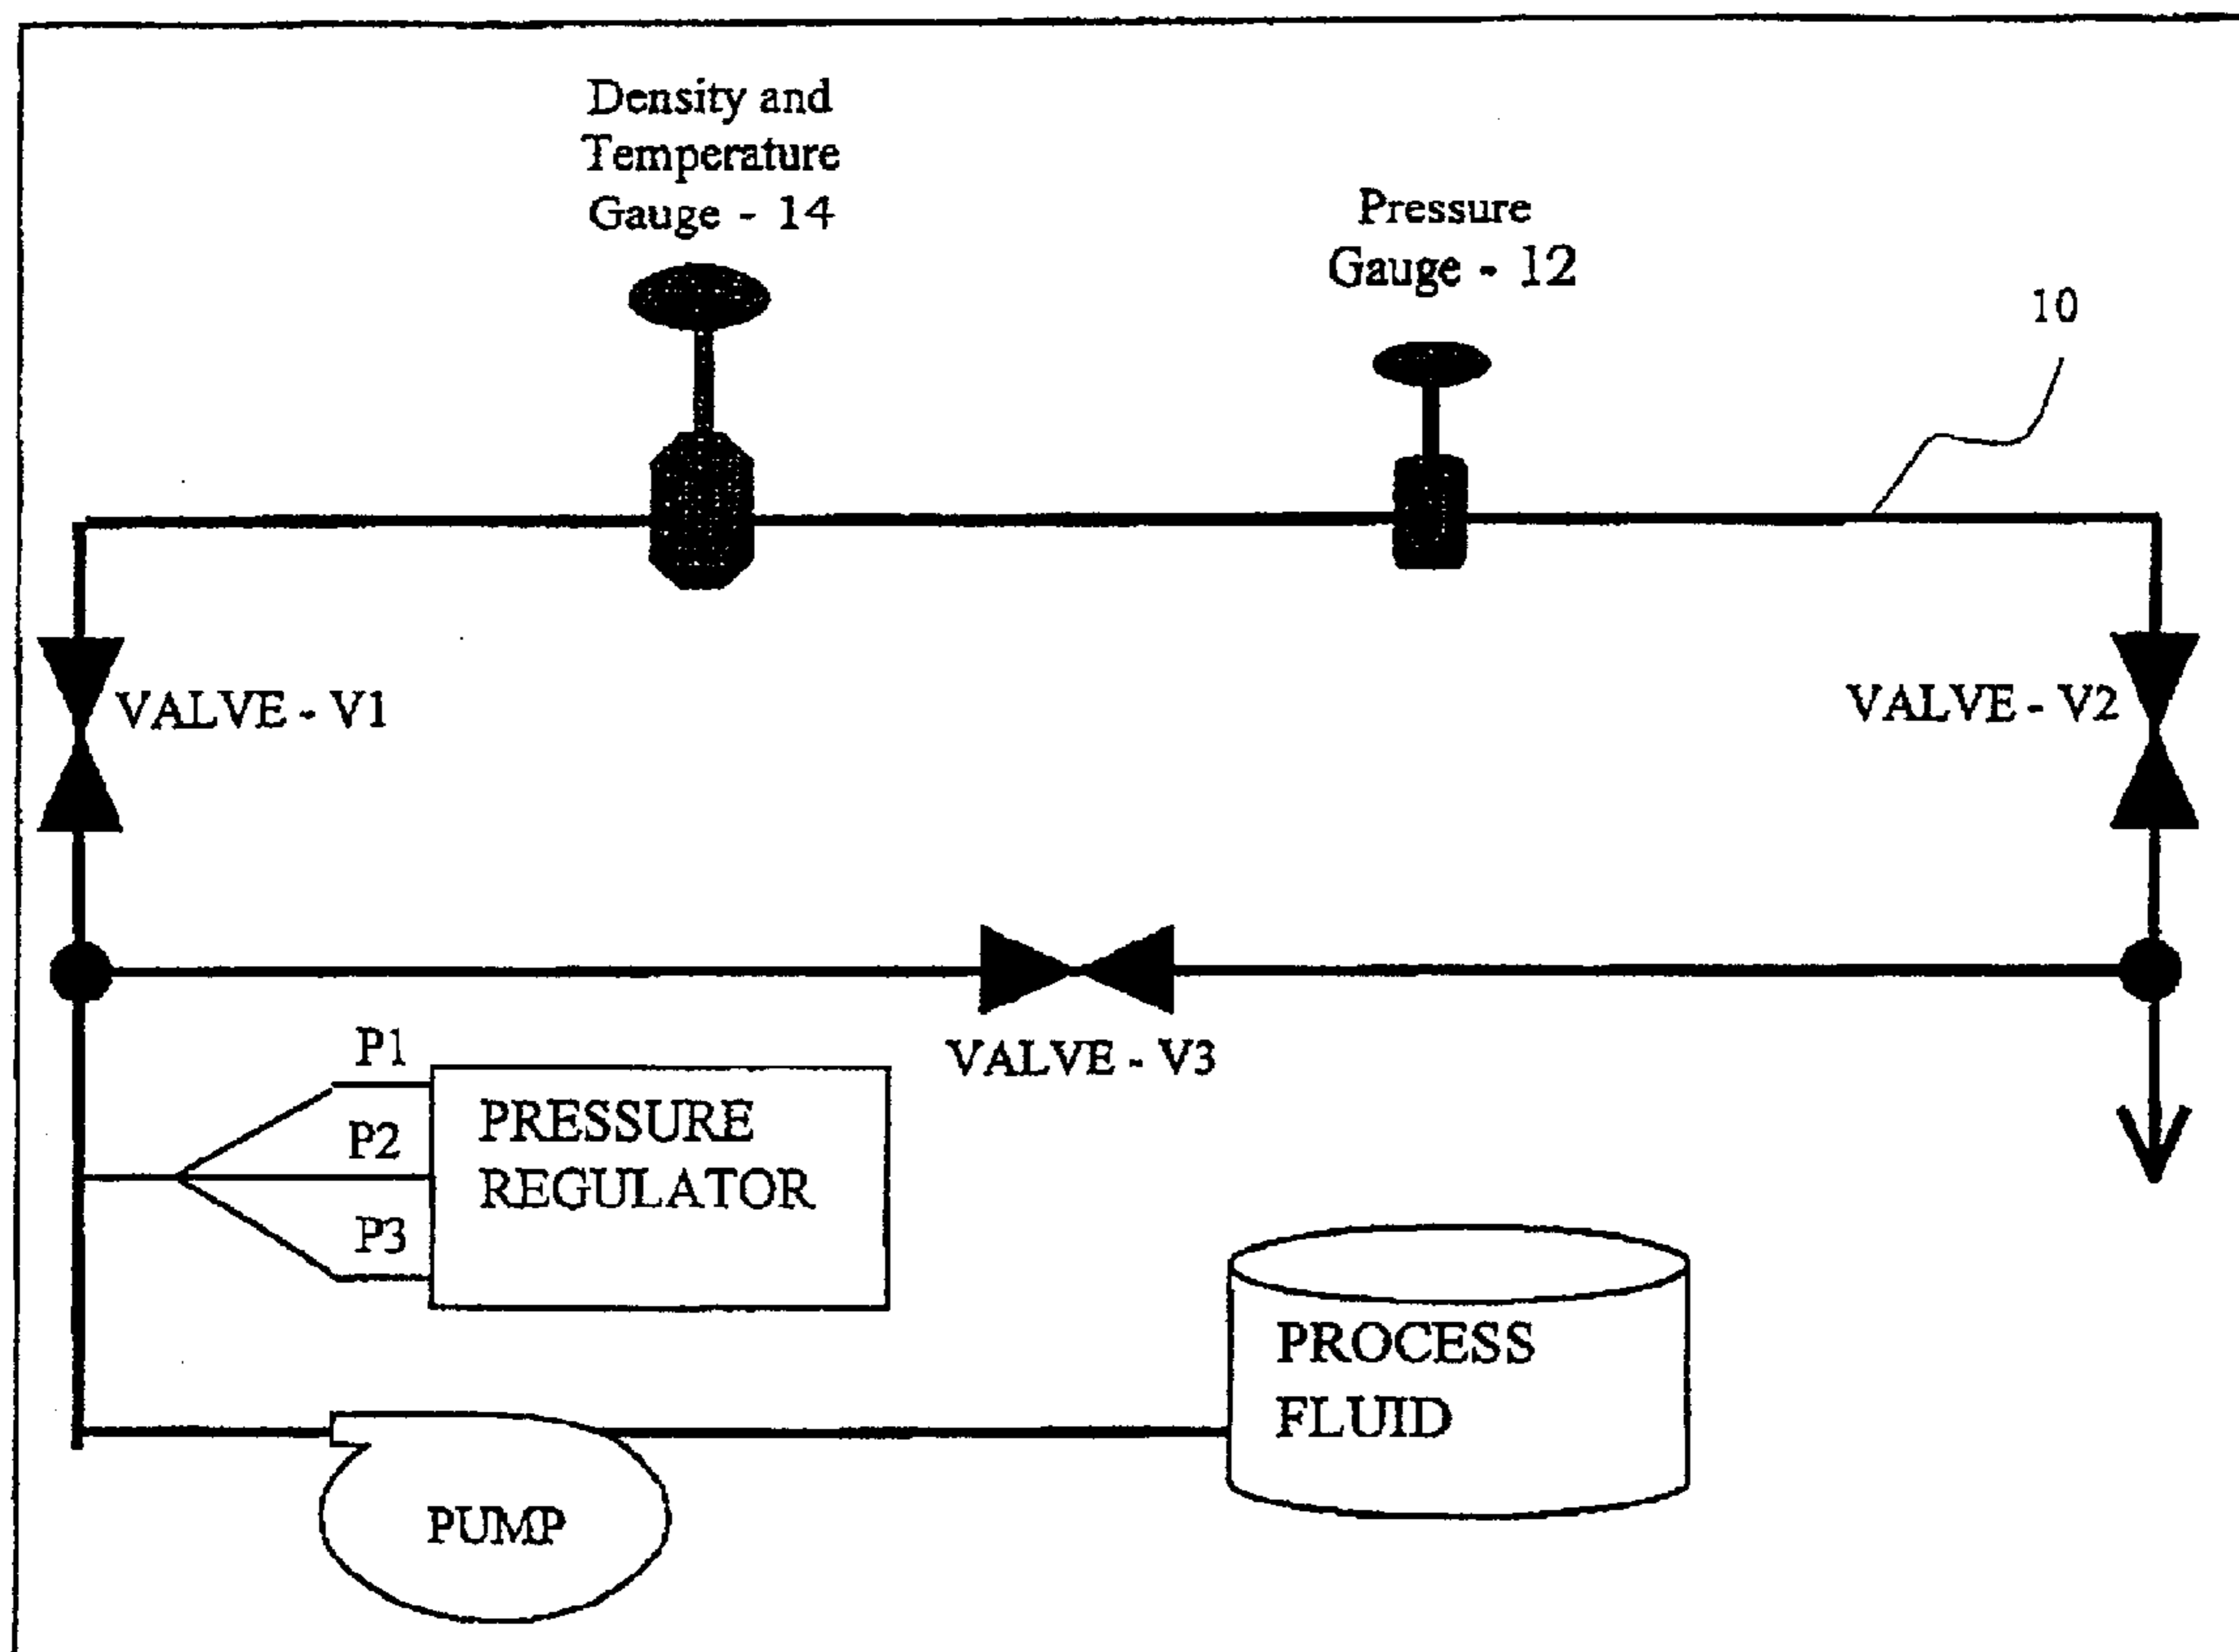 Density and
Temperature
Gauge - 14
Pressure
Gauge - 12
10
VALVE - V1
VALVE - V2
VALVE - V3
P1
P2
P3
PRESSURE
REGULATOR
PROCESS
FLUID
PUMP